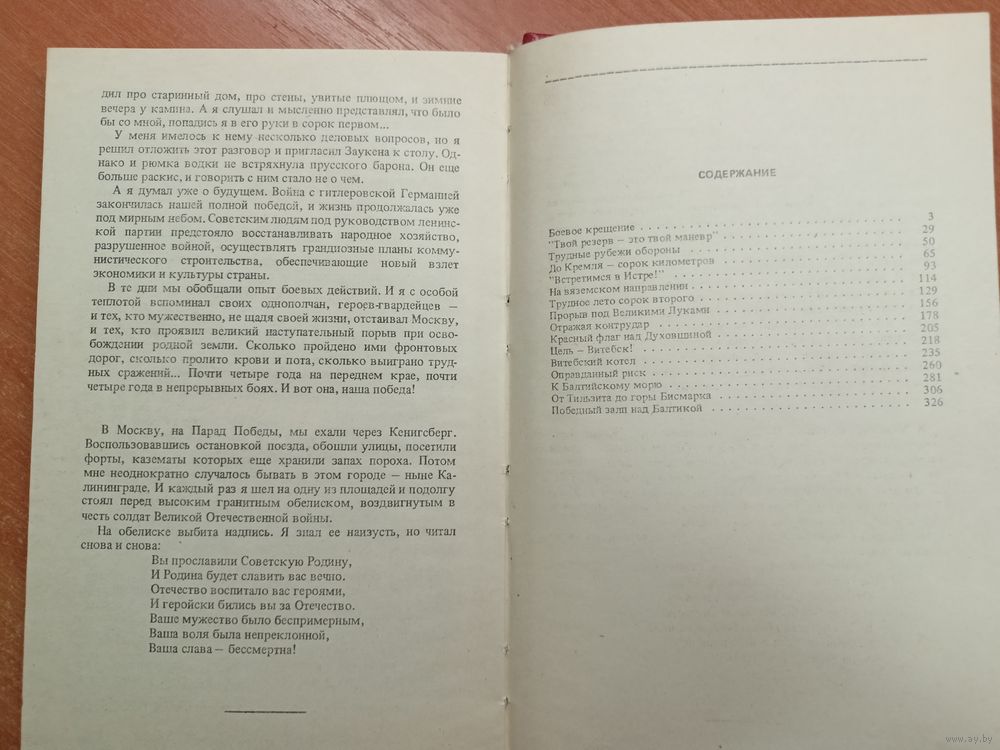 дил про старинный дом, про стены, увитые плющом, и зимние
вечера у камина. А я слушал и мысленно представлял, что было
бы со мной, попадись я в его руки в сорок первом...
У меня имелось к нему несколько деловых вопросов, но я
решил отложить этот разговор и пригласил Заукена к столу. Од-
нако и рюмка водки не встряхнула прусского барона. Он еще
больше раскис, и говорить с ним стало не о чем.
А я думал уже о будущем. Война с гитлеровской Германией
закончилась нашей полной победой, и жизнь продолжалась уже
под мирным небом. Советским людям под руководством ленин-
ской партии предстояло восстанавливать народное хозяйство,
разрушенное войной, осуществлять грандиозные планы комму-
нистического строительства, обеспечивающие новый взлет
экономики и культуры страны.
В те дни мы обобщали опыт боевых действий. И я с особой
теплотой вспоминал своих однополчан, героев-гвардейцев –
и тех, кто мужественно, не щадя своей жизни, отстаивал Москву,
и тех, кто проявил великий наступательный порыв при осво-
бождении родной земли. Сколько пройдено ими фронтовых
дорог, сколько пролито крови и пота, сколько выиграно труд-
ных сражений... Почти четыре года на переднем крае, почти
четыре года в непрерывных боях. И вот она, наша победа!
В Москву, на Парад Победы, мы ехали через Кенигсберг.
Воспользовавшись остановкой поезда, обошли улицы, посетили
форты, казематы которых еще хранили запах пороха. Потом
мне неоднократно случалось бывать в этом городе – ныне Ка-
лининграде. И каждый раз я шел на одну из площадей и подолгу
стоял перед высоким гранитным обелиском, воздвигнутым в
честь солдат Великой Отечественной войны.
На обелиске выбита надпись. Я знал ее наизусть, но читал
снова и снова:
Вы прославили Советскую Родину,
И Родина будет славить вас вечно.
Отечество воспитало вас героями,
И геройски бились вы за Отечество.
Ваше мужество было беспримерным,
Ваша воля была непреклонной,
Ваша слава – бессмертна!
СОДЕРЖАНИЕ
Боевое крещение . . . 3
"Твой резерв – это твой маневр" . . . 29
Трудные рубежи обороны . . . 50
До Кремля – сорок километров . . . 65
"Встретимся в Истре!" . . . 93
На вяземском направлении . . . 114
Трудное лето сорок второго . . . 129
Прорыв под Великими Луками . . . 156
Отражая контрудар . . . 178
Красный флаг над Духовщиной . . . 205
Цель – Витебск! . . . 218
Витебский котел . . . 235
Оправданный риск . . . 260
К Балтийскому морю . . . 281
От Тильзита до горы Бисмарка . . . 306
Победный залп над Балтикой . . . 326
www.ay.by